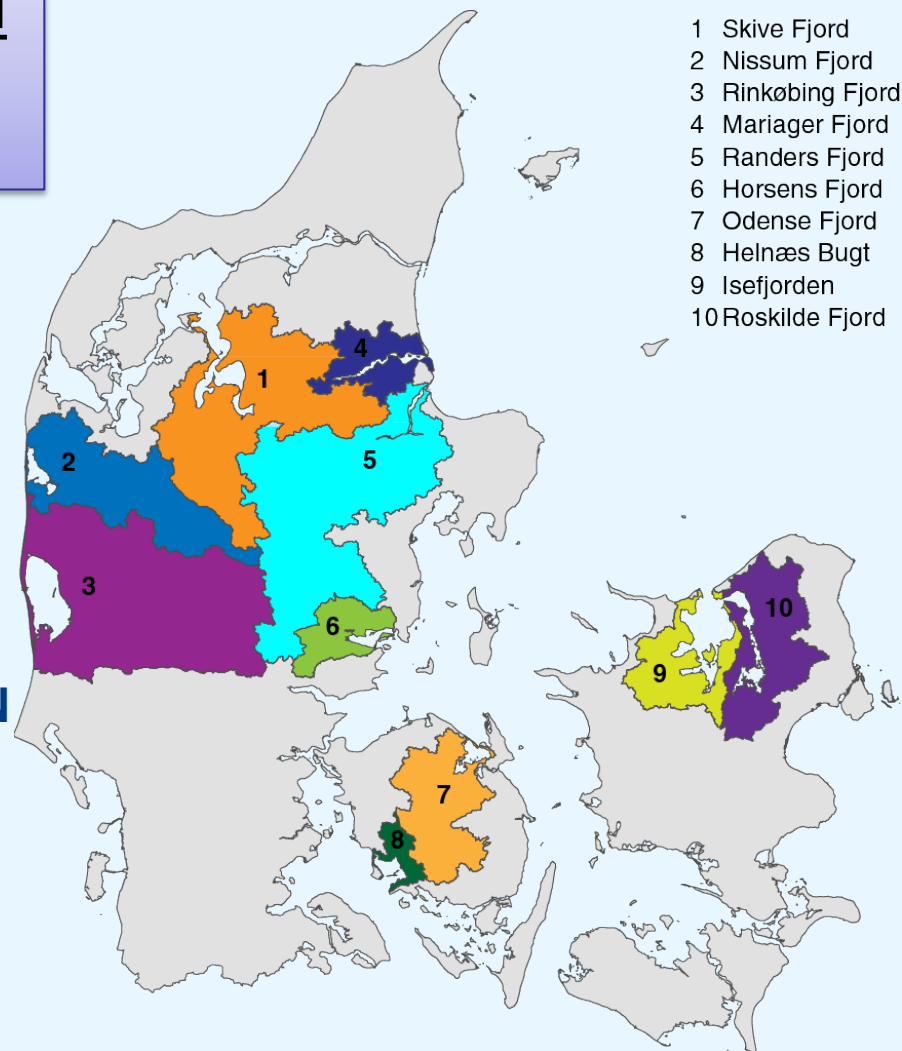 1 Skive Fjord
2 Nissum Fjord
3 Rinkøbing Fjord
4 Mariager Fjord
5 Randers Fjord
6 Horsens Fjord
7 Odense Fjord
8 Helnæs Bugt
9 Isefjorden
10 Roskilde Fjord
4
1
2
5
3
10
6
9
7
8